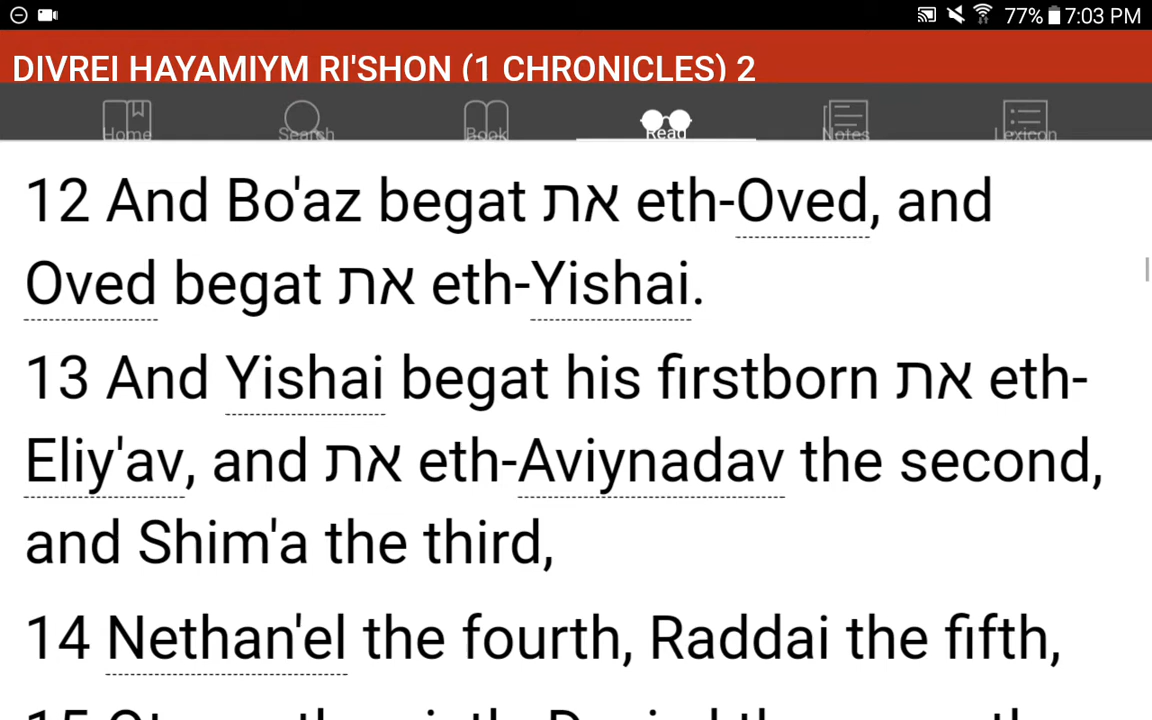 77% 7:03 PM
DIVREI HAYAMIYM RI'SHON (1 CHRONICLES) 2
Home Search Book Read Notes Lexicon
12 And Bo'az begat את eth-Oved, and
Oved begat את eth-Yishai.
13 And Yishai begat his firstborn את eth-
Eliy'av, and את eth-Aviynadav the second,
and Shim'a the third,
14 Nethan'el the fourth, Raddai the fifth,
15